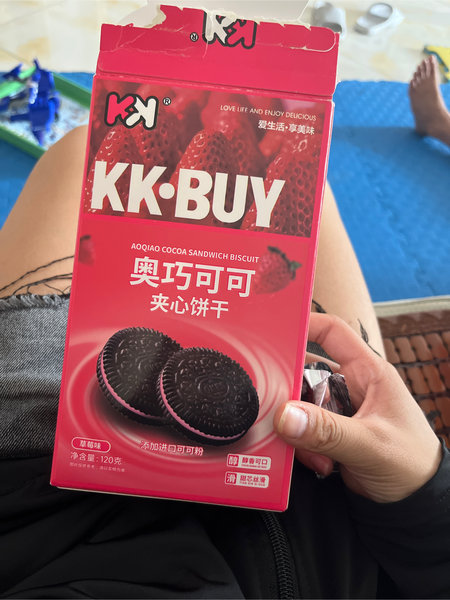 KK®
KK®
LOVE LIFE AND ENJOY DELICIOUS
爱生活·享美味
KK·BUY
AOQIAO COCOA SANDWICH BISCUIT
奥巧可可
夹心饼干
草莓味
添加进口可可粉
净含量:120克
醇 醇香可口
滑 甜芯丝滑